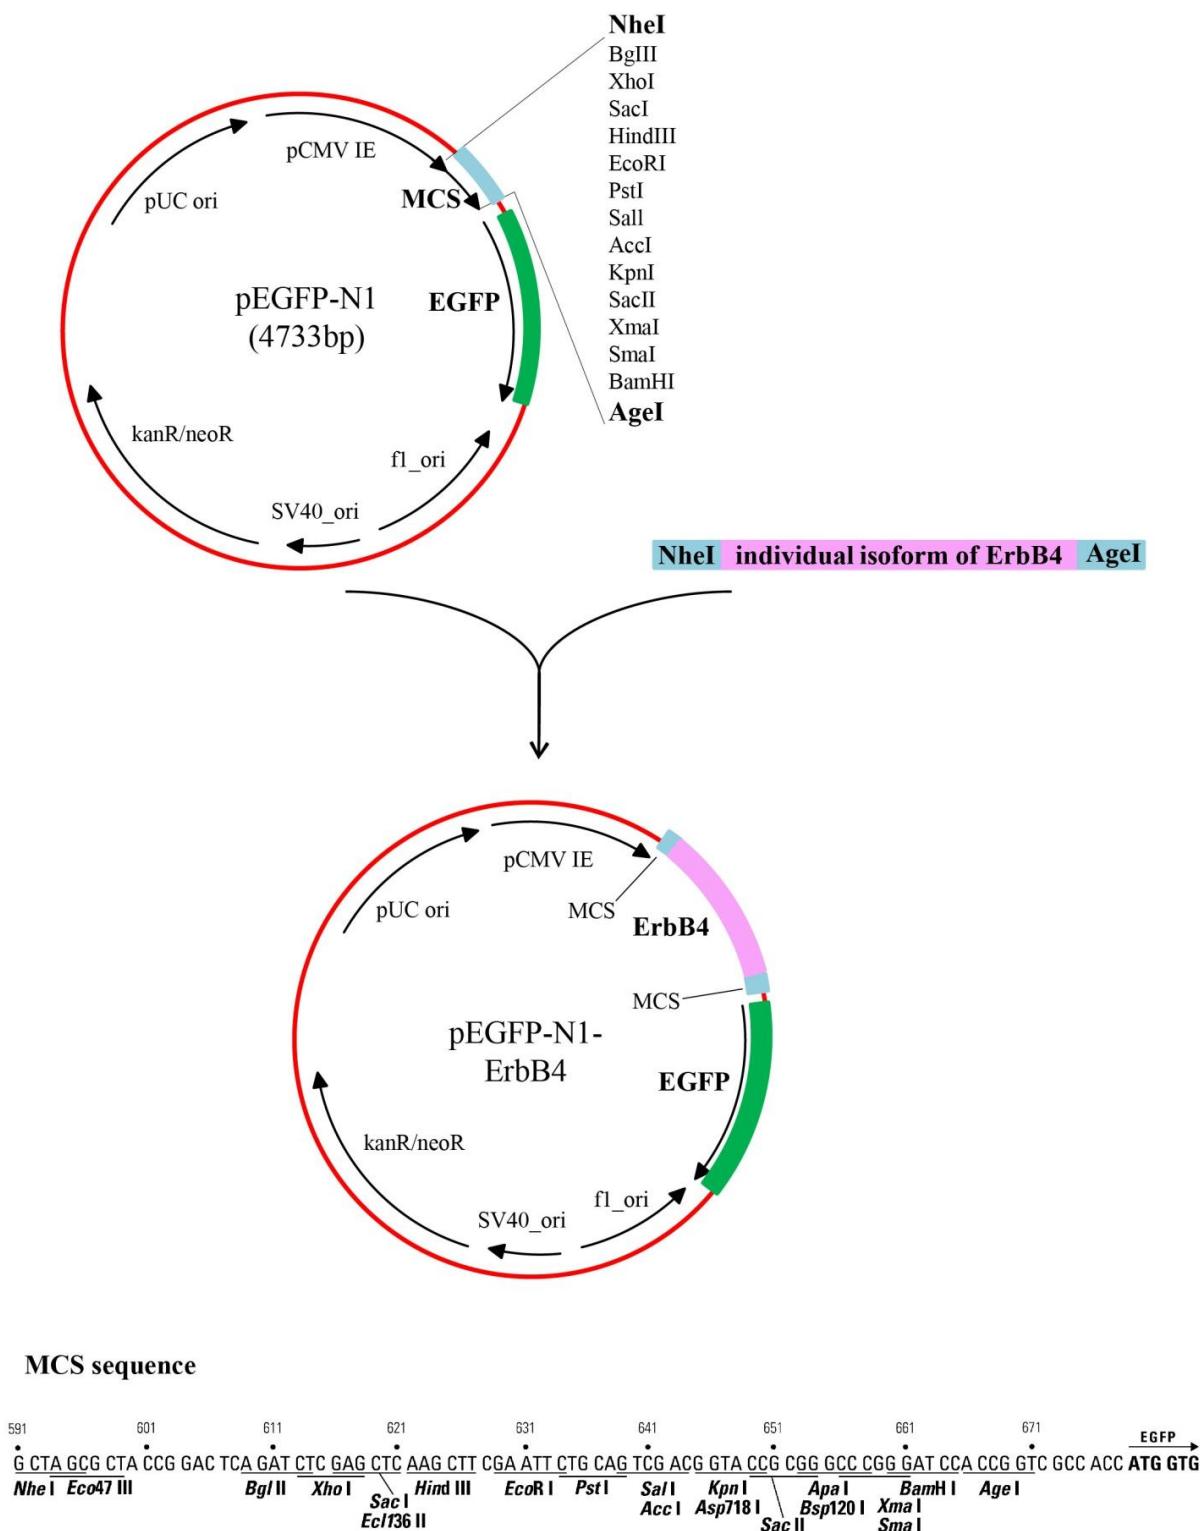 NheI
BgIII
XhoI
SacI
HindIII
EcoRI
PstI
SalI
AccI
KpnI
SacII
XmaI
SmaI
BamHI
AgeI
pCMV IE
pUC ori
MCS
pEGFP-N1
(4733bp)
EGFP
kanR/neoR
f1_ori
SV40_ori
NheI individual isoform of ErbB4 AgeI
pCMV IE
pUC ori
MCS
ErbB4
MCS
pEGFP-N1-
ErbB4
EGFP
kanR/neoR
f1_ori
SV40_ori
MCS sequence
591 601 611 621 631 641 651 661 671 EGFP
G CTA GCG CTA CCG GAC TCA GAT CTC GAG CTC AAG CTT CGA ATT CTG CAG TCG ACG GTA CCG CGG GCC CGG GAT CCA CCG GTC GCC ACC ATG GTG
Nhe I Eco47 III Bgl II Xho I Hind III EcoR I Pst I Sal I Kpn I Apa I BamH I Age I
Sac I Acc I Asp718 I Bsp120 I Xma I
Ecl136 II Sac II Sma I